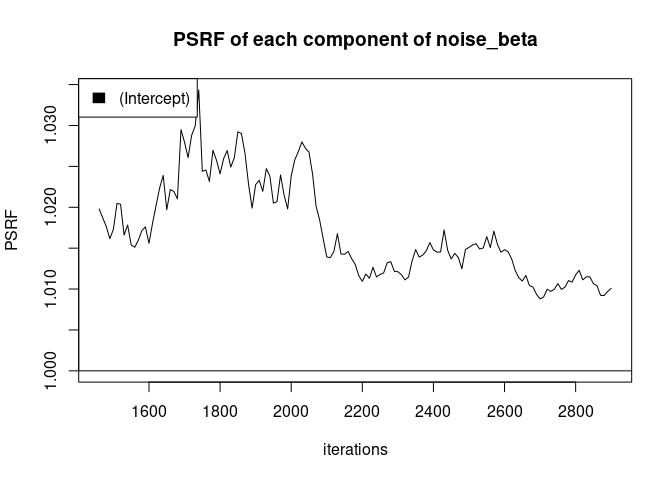 PSRF of each component of noise_beta
(Intercept)
PSRF
1.030
1.020
1.010
1.000
1600 1800 2000 2200 2400 2600 2800
iterations